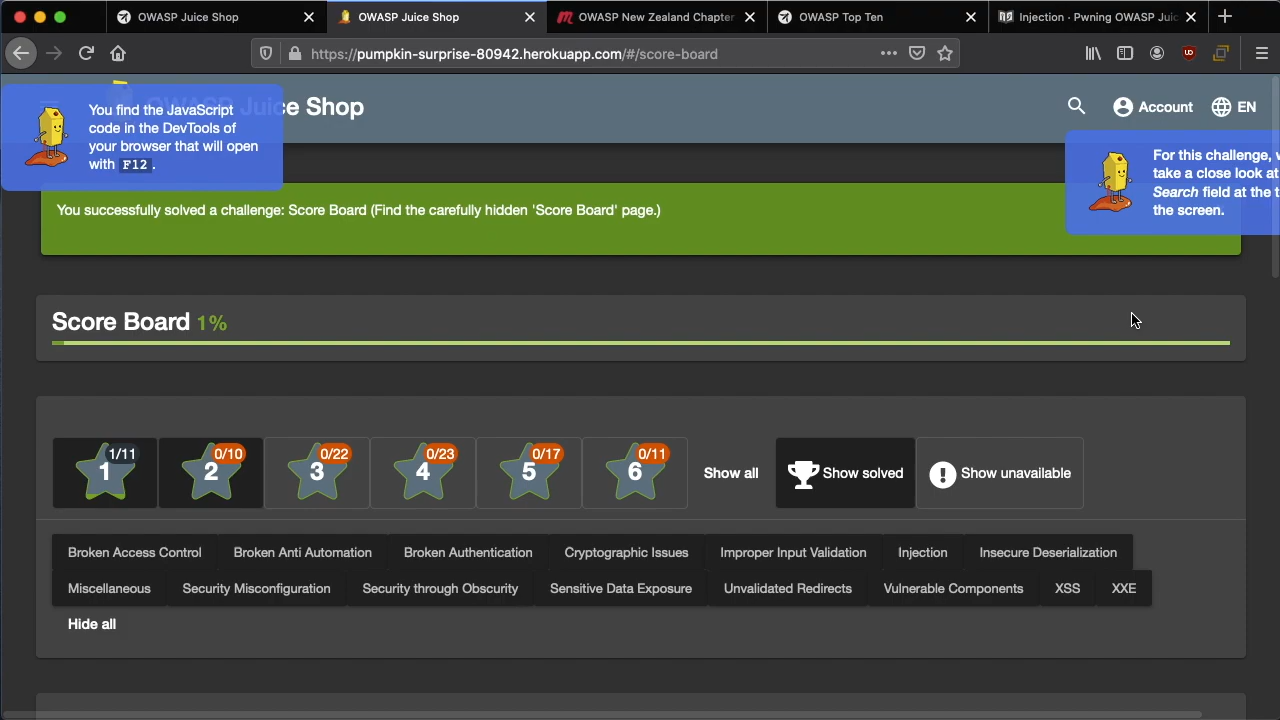 OWASP Juice Shop
OWASP Juice Shop
OWASP New Zealand Chapter
OWASP Top Ten
Injection · Pwning OWASP Juic
https://pumpkin-surprise-80942.herokuapp.com/#/score-board
OWASP Juice Shop
Account
EN
You find the JavaScript
code in the DevTools of
your browser that will open
with F12.
For this challenge,
take a close look at
Search field at the
the screen.
You successfully solved a challenge: Score Board (Find the carefully hidden 'Score Board' page.)
Score Board 1%
1/11 1
0/10 2
0/22 3
0/23 4
0/17 5
0/11 6
Show all
Show solved
Show unavailable
Broken Access Control Broken Anti Automation Broken Authentication Cryptographic Issues Improper Input Validation Injection Insecure Deserialization
Miscellaneous Security Misconfiguration Security through Obscurity Sensitive Data Exposure Unvalidated Redirects Vulnerable Components XSS XXE
Hide all